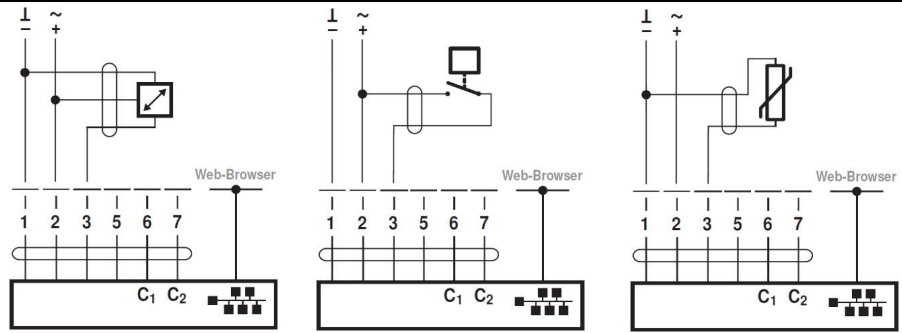 ⊥ ~ ⊥ ~ ⊥ ~
− + − + − +
Web-Browser Web-Browser Web-Browser
1 2 3 5 6 7 1 2 3 5 6 7 1 2 3 5 6 7
C₁ C₂ C₁ C₂ C₁ C₂